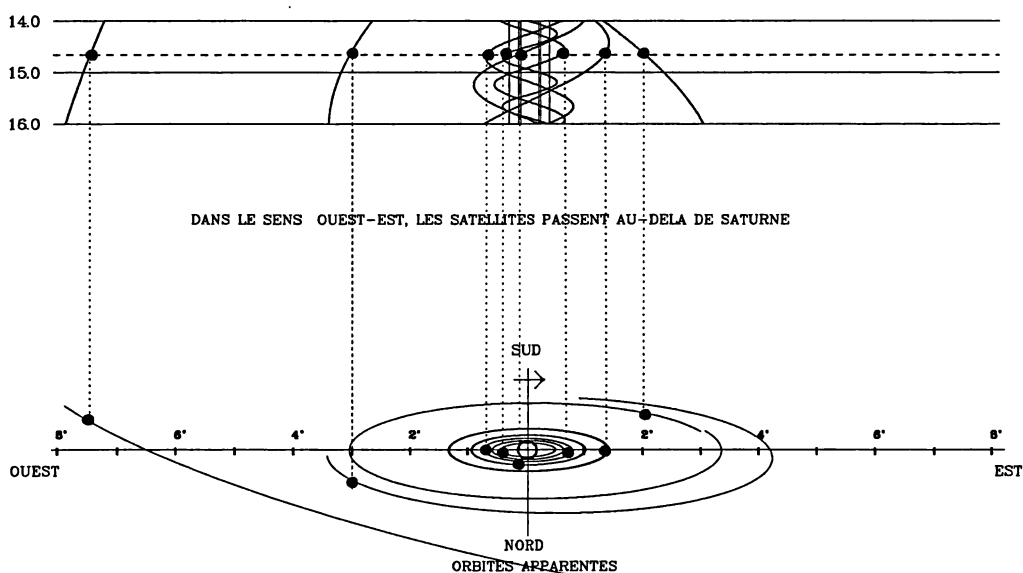 14.0
15.0
16.0
DANS LE SENS OUEST-EST, LES SATELLITES PASSENT AU-DELA DE SATURNE
SUD
8' 6' 4' 2' 2' 4' 6' 8'
OUEST EST
NORD
ORBITES APPARENTES